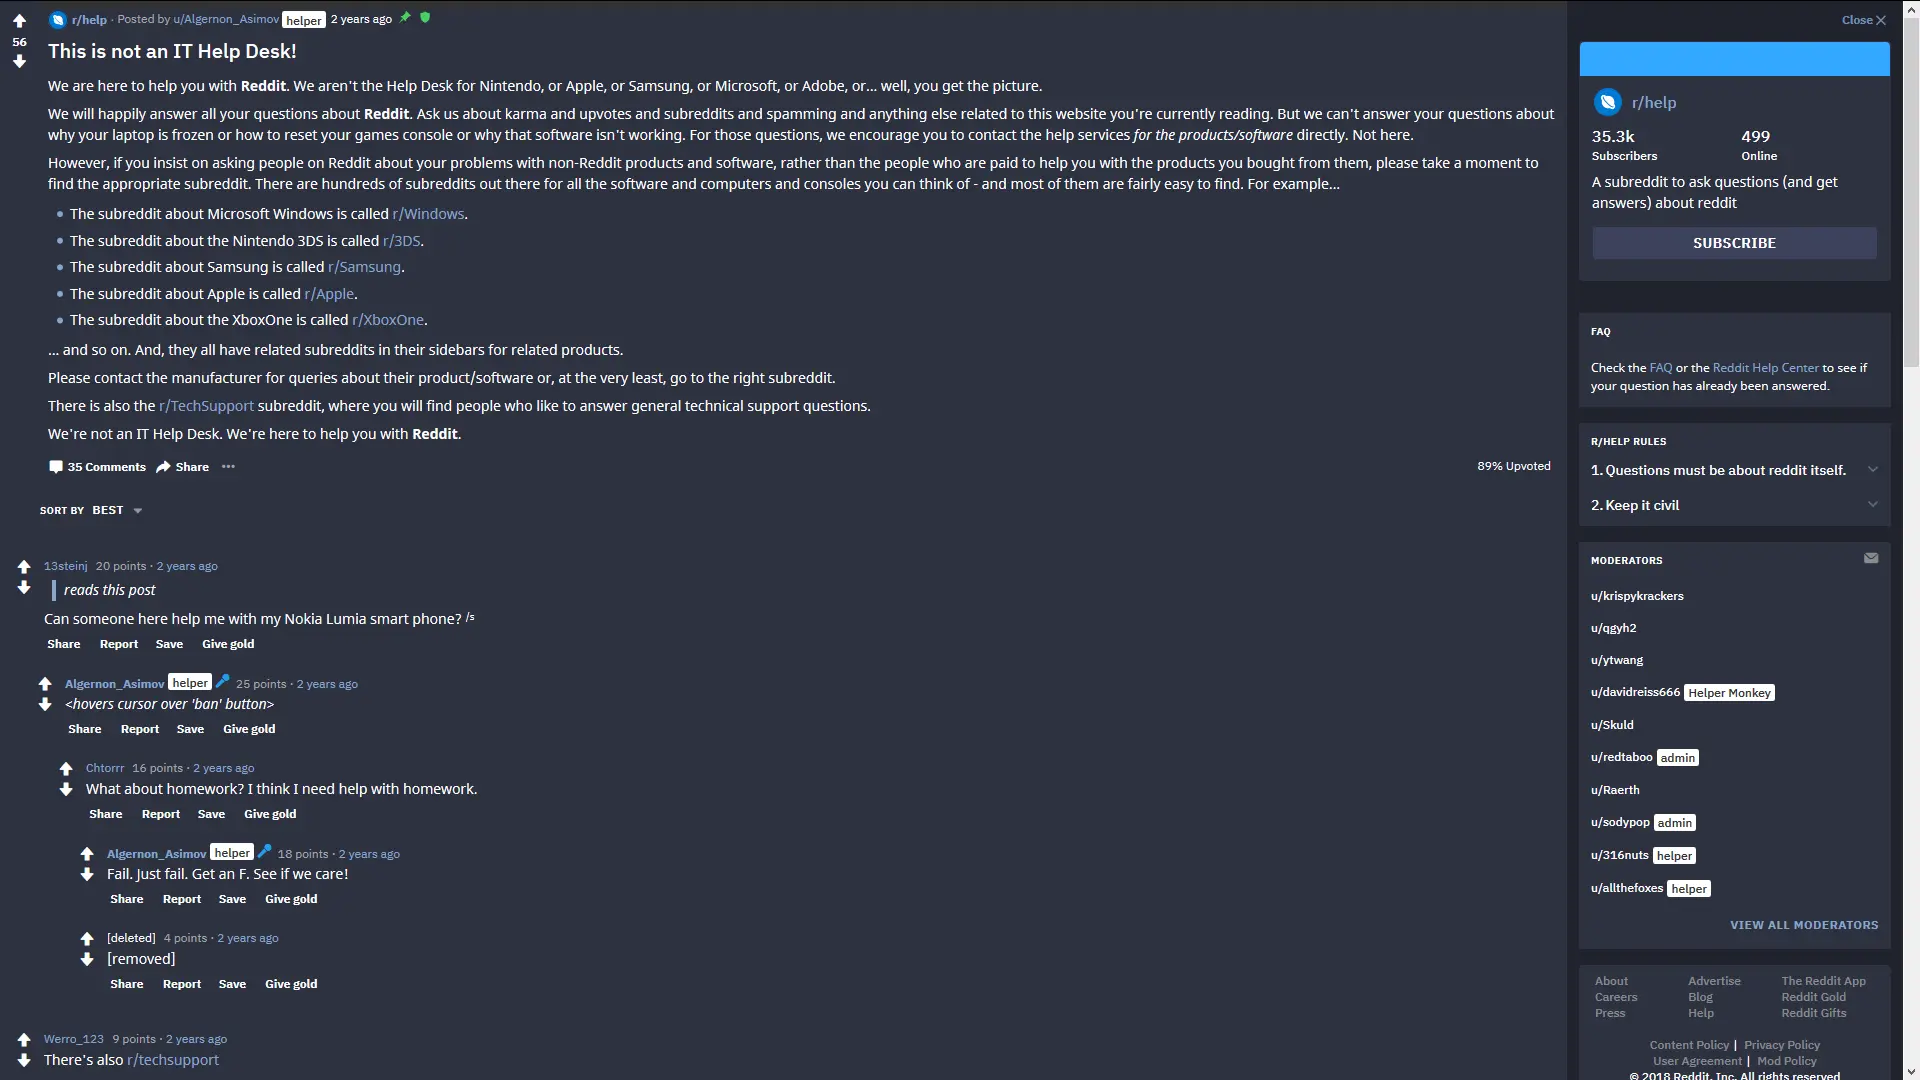 r/help · Posted by u/Algernon_Asimov helper 2 years ago
56
This is not an IT Help Desk!
We are here to help you with Reddit. We aren't the Help Desk for Nintendo, or Apple, or Samsung, or Microsoft, or Adobe, or... well, you get the picture.
We will happily answer all your questions about Reddit. Ask us about karma and upvotes and subreddits and spamming and anything else related to this website you're currently reading. But we can't answer your questions about
why your laptop is frozen or how to reset your games console or why that software isn't working. For those questions, we encourage you to contact the help services for the products/software directly. Not here.
However, if you insist on asking people on Reddit about your problems with non-Reddit products and software, rather than the people who are paid to help you with the products you bought from them, please take a moment to
find the appropriate subreddit. There are hundreds of subreddits out there for all the software and computers and consoles you can think of - and most of them are fairly easy to find. For example...
• The subreddit about Microsoft Windows is called r/Windows.
• The subreddit about the Nintendo 3DS is called r/3DS.
• The subreddit about Samsung is called r/Samsung.
• The subreddit about Apple is called r/Apple.
• The subreddit about the XboxOne is called r/XboxOne.
... and so on. And, they all have related subreddits in their sidebars for related products.
Please contact the manufacturer for queries about their product/software or, at the very least, go to the right subreddit.
There is also the r/TechSupport subreddit, where you will find people who like to answer general technical support questions.
We're not an IT Help Desk. We're here to help you with Reddit.
35 Comments Share ··· 89% Upvoted
SORT BY BEST
13steinj 20 points · 2 years ago
reads this post
Can someone here help me with my Nokia Lumia smart phone? /s
Share Report Save Give gold
Algernon_Asimov helper 25 points · 2 years ago
<hovers cursor over 'ban' button>
Share Report Save Give gold
Chtorrr 16 points · 2 years ago
What about homework? I think I need help with homework.
Share Report Save Give gold
Algernon_Asimov helper 18 points · 2 years ago
Fail. Just fail. Get an F. See if we care!
Share Report Save Give gold
[deleted] 4 points · 2 years ago
[removed]
Share Report Save Give gold
Werro_123 9 points · 2 years ago
There's also r/techsupport
Close
r/help
35.3k 499
Subscribers Online
A subreddit to ask questions (and get
answers) about reddit
SUBSCRIBE
FAQ
Check the FAQ or the Reddit Help Center to see if
your question has already been answered.
R/HELP RULES
1. Questions must be about reddit itself.
2. Keep it civil
MODERATORS
u/krispykrackers
u/qgyh2
u/ytwang
u/davidreiss666 Helper Monkey
u/Skuld
u/redtaboo admin
u/Raerth
u/sodypop admin
u/316nuts helper
u/allthefoxes helper
VIEW ALL MODERATORS
About Advertise The Reddit App
Careers Blog Reddit Gold
Press Help Reddit Gifts
Content Policy | Privacy Policy
User Agreement | Mod Policy
© 2018 Reddit, Inc. All rights reserved